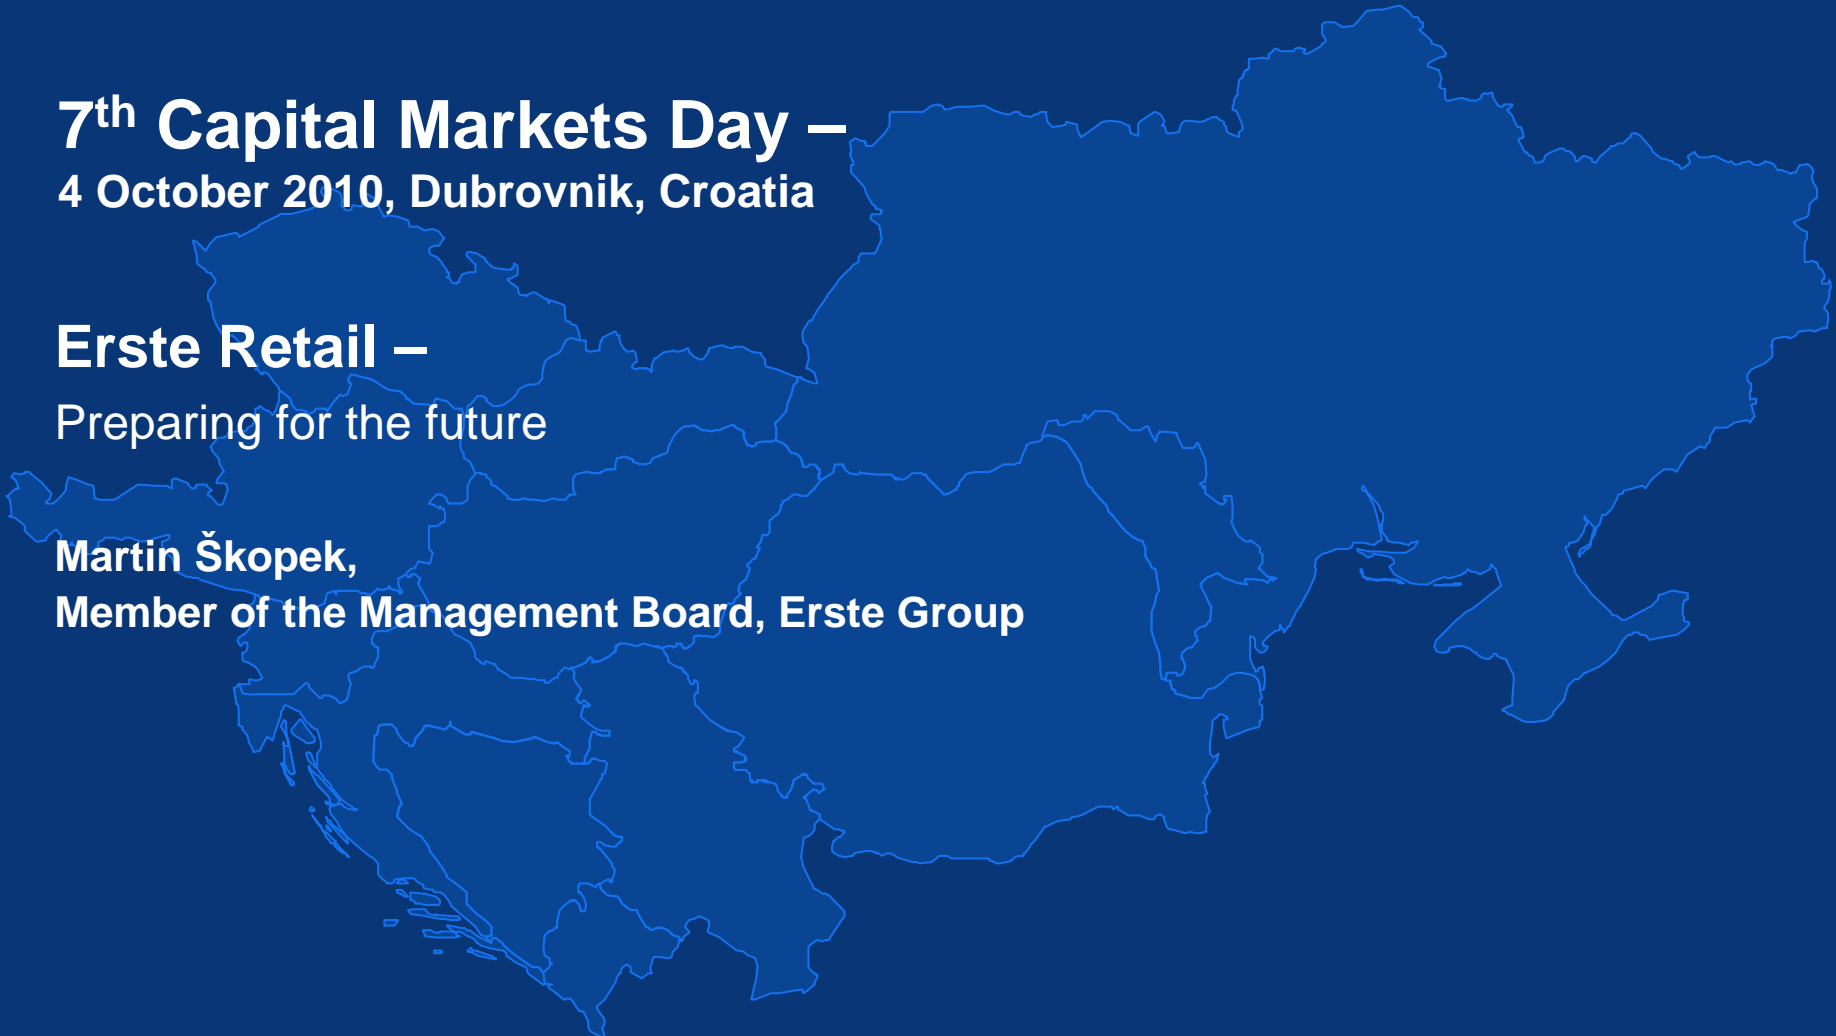 7th Capital Markets Day –
4 October 2010, Dubrovnik, Croatia
Erste Retail –
Preparing for the future
Martin Škopek,
Member of the Management Board, Erste Group